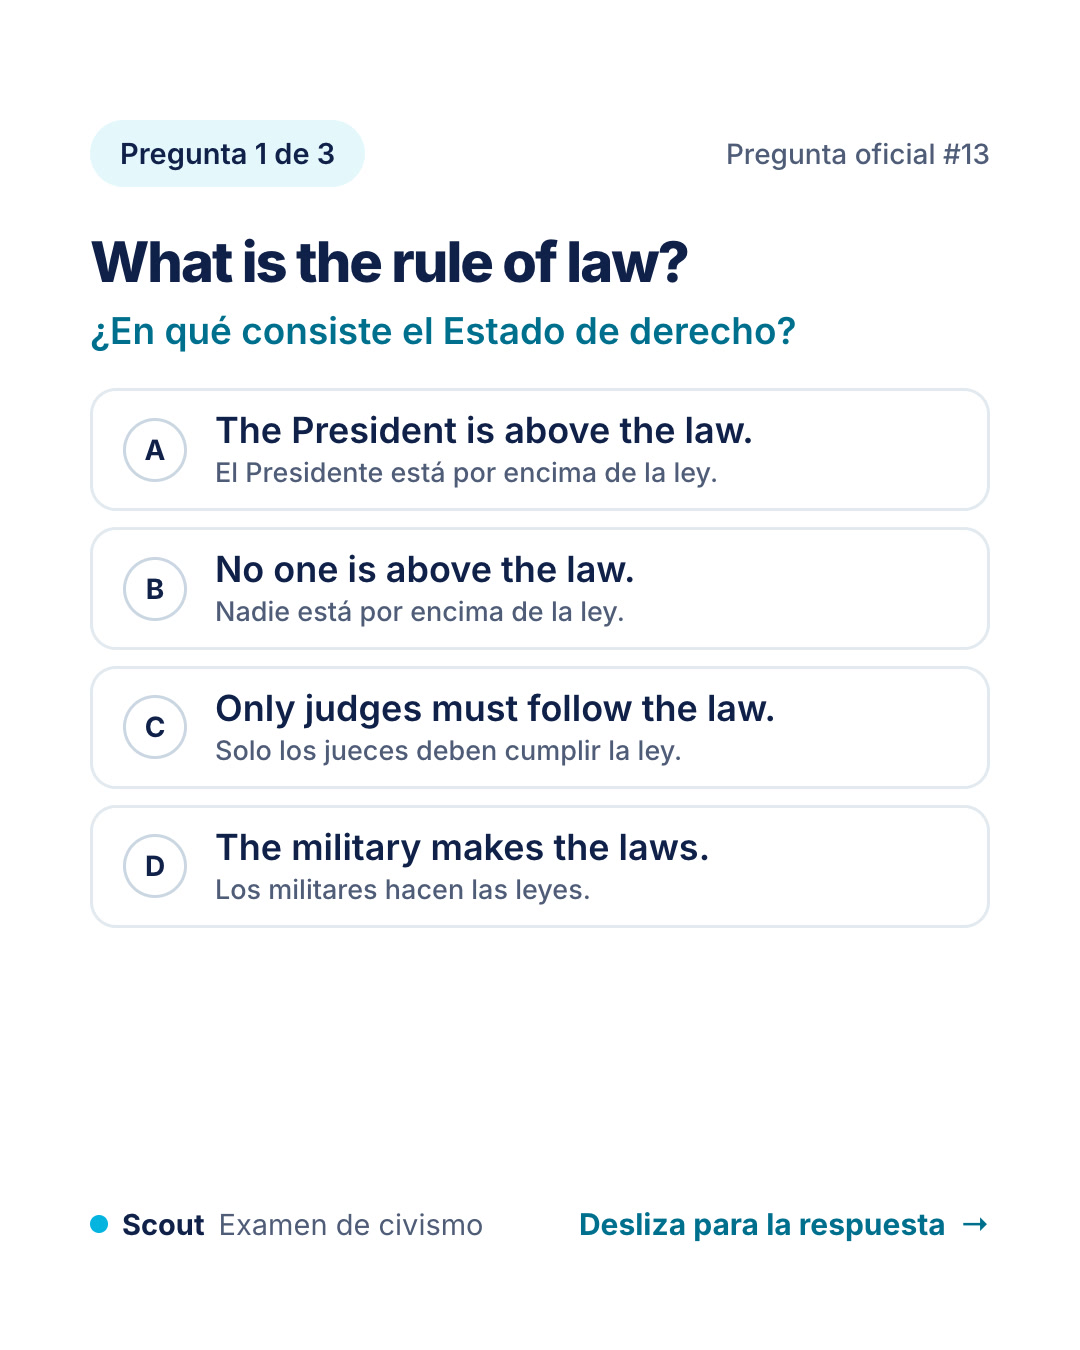 Pregunta 1 de 3
Pregunta oficial #13
What is the rule of law?
¿En qué consiste el Estado de derecho?
A
The President is above the law.
El Presidente está por encima de la ley.
B
No one is above the law.
Nadie está por encima de la ley.
C
Only judges must follow the law.
Solo los jueces deben cumplir la ley.
D
The military makes the laws.
Los militares hacen las leyes.
Scout Examen de civismo
Desliza para la respuesta →